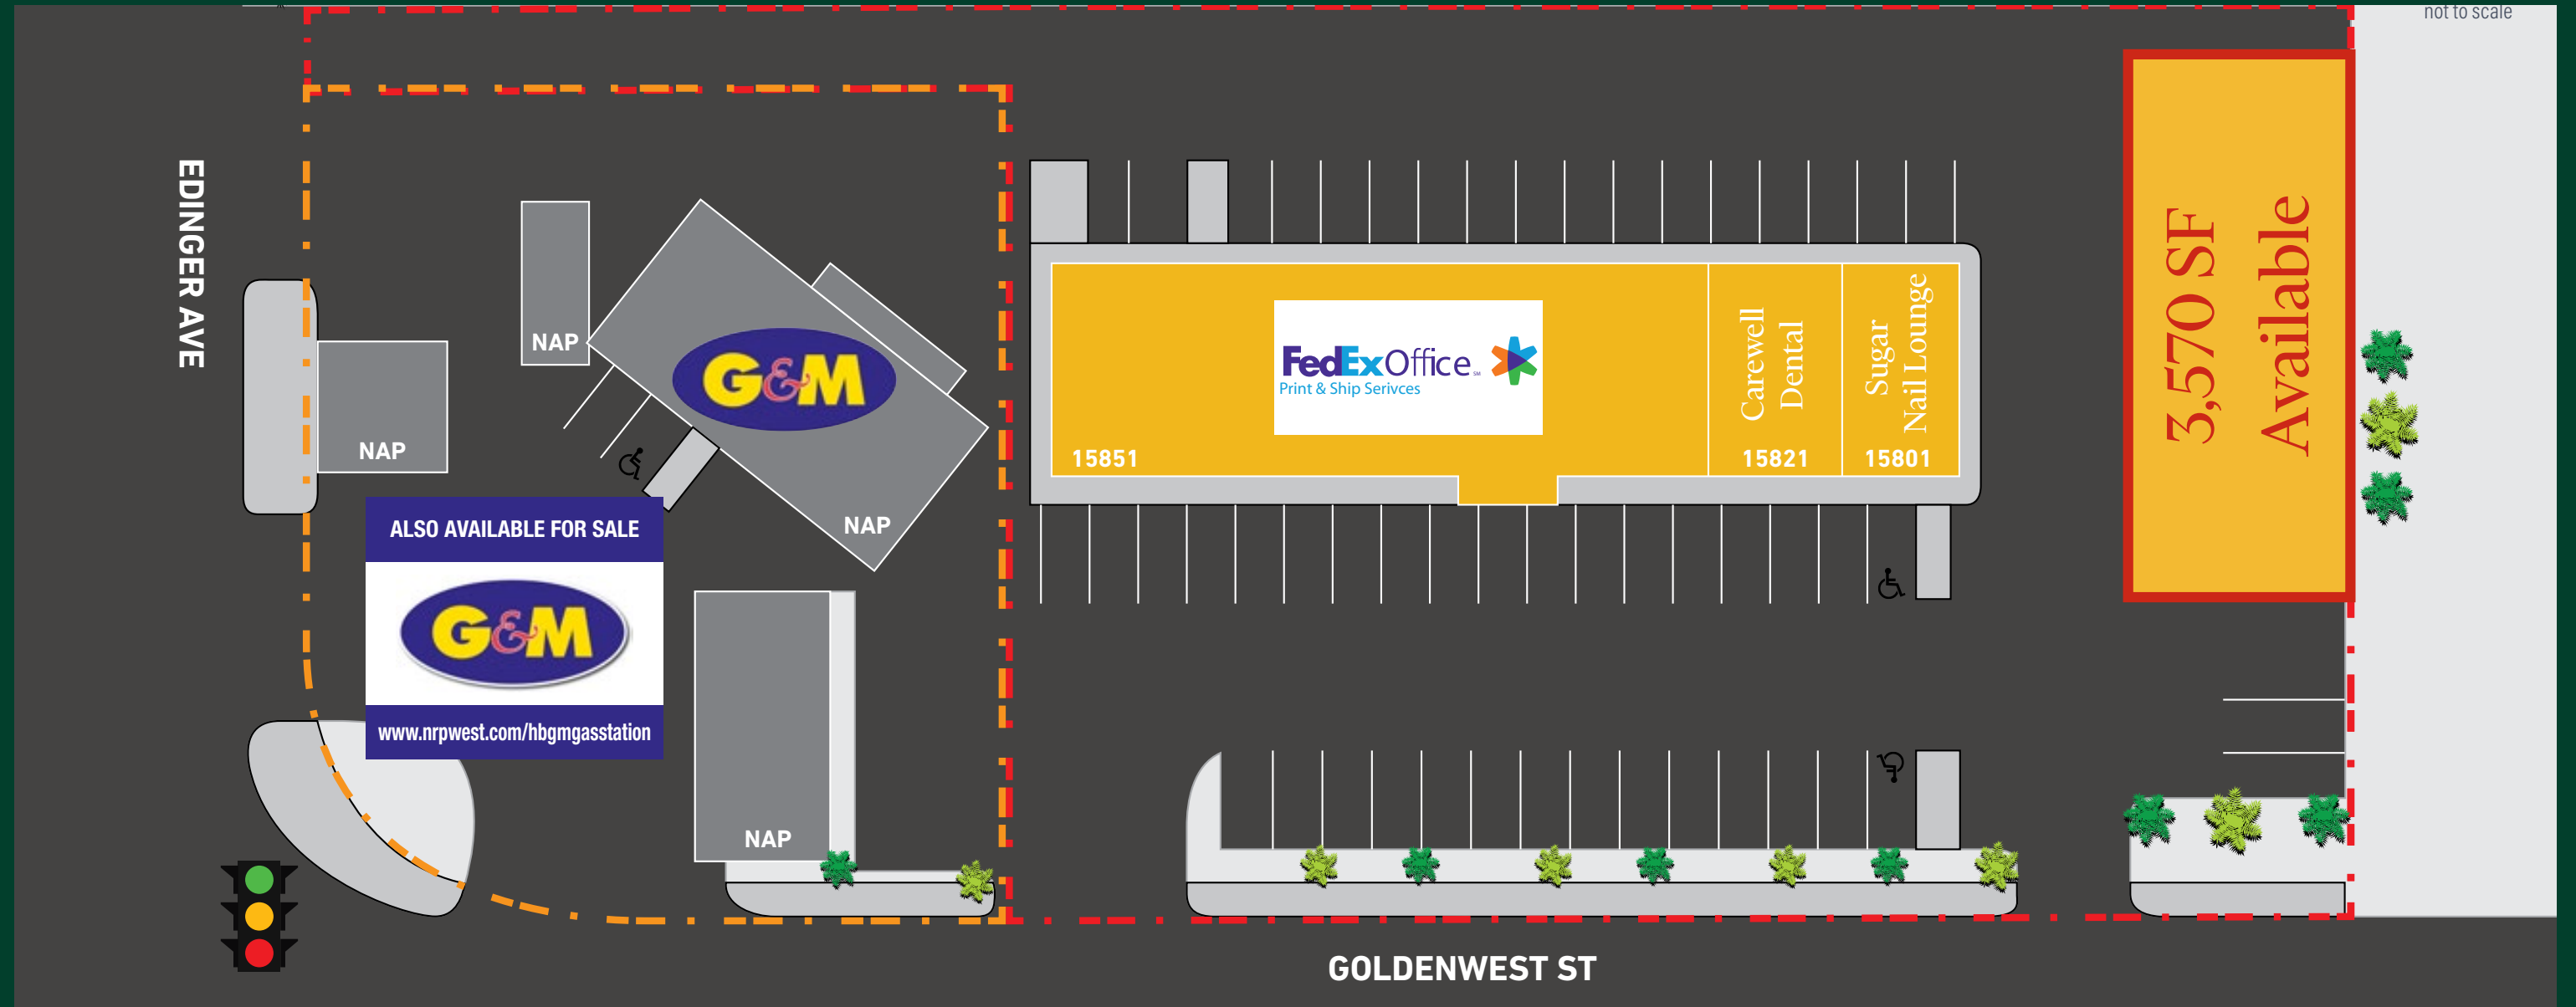 not to scale
EDINGER AVE
NAP
NAP
G&M
NAP
ALSO AVAILABLE FOR SALE
G&M
www.nrpwest.com/hbgmgasstation
NAP
FedEx Office SM
Print & Ship Serivces
15851
Carewell
Dental
15821
Sugar
Nail Lounge
15801
3,570 SF
Available
GOLDENWEST ST